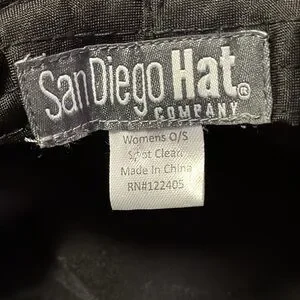 San Diego Hat®
COMPANY
Womens O/S
Spot Clean
Made In China
RN#122405